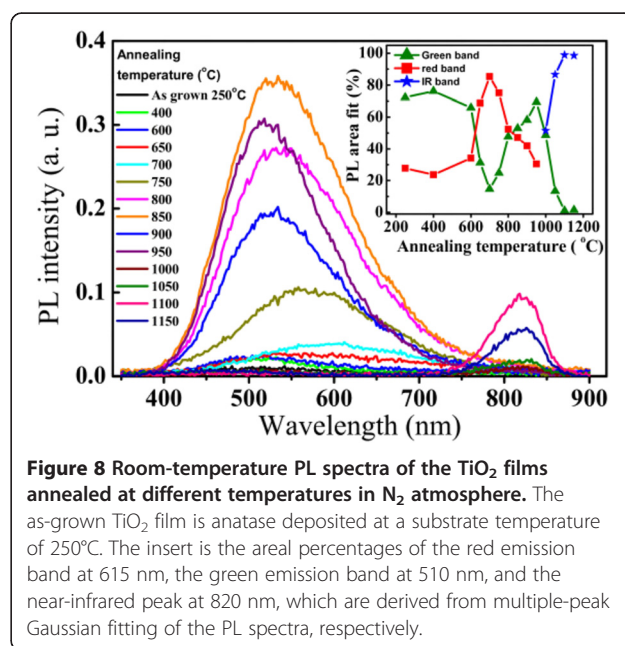 0.4
0.3
0.2
0.1
0.0
PL intensity (a. u.)
400 500 600 700 800 900
Wavelength (nm)
Annealing
temperature (°C)
As grown 250°C
400
600
650
700
750
800
850
900
950
1000
1050
1100
1150
100
80
60
40
20
0
PL area fit (%)
Green band
red band
IR band
200 400 600 800 1000 1200
Annealing temperature ( °C)
Figure 8 Room-temperature PL spectra of the TiO₂ films
annealed at different temperatures in N₂ atmosphere. The
as-grown TiO₂ film is anatase deposited at a substrate temperature
of 250°C. The insert is the areal percentages of the red emission
band at 615 nm, the green emission band at 510 nm, and the
near-infrared peak at 820 nm, which are derived from multiple-peak
Gaussian fitting of the PL spectra, respectively.